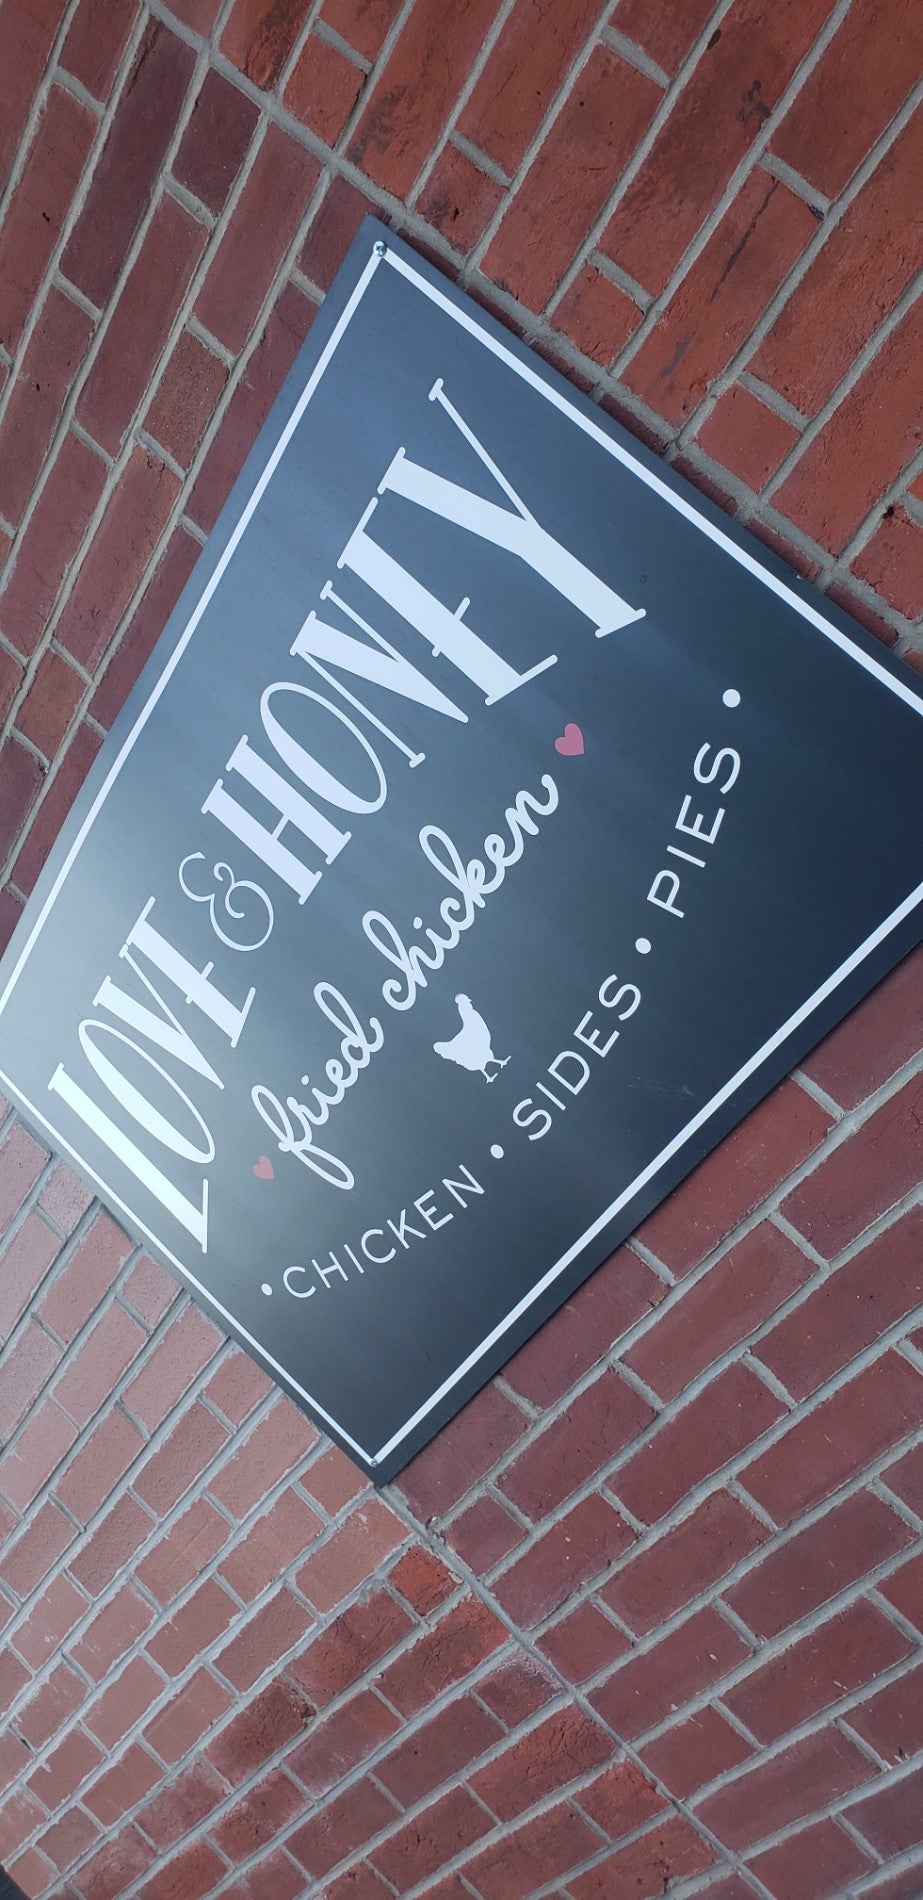 LOVE & HONEY
fried chicken
• CHICKEN • SIDES • PIES •